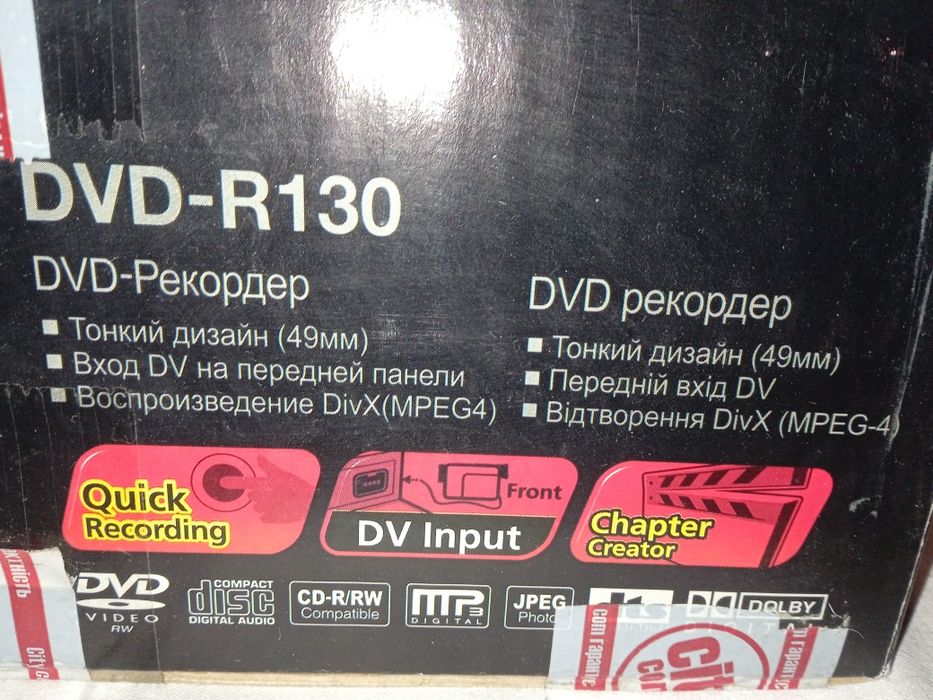 DVD-R130
DVD-Рекордер
Тонкий дизайн (49мм)
Вход DV на передней панели
Воспроизведение DivX(MPEG4)
DVD рекордер
Тонкий дизайн (49мм)
Передній вхід DV
Відтворення DivX (MPEG-4)
Quick
Recording
Front
DV Input
Chapter
Creator
DVD
VIDEO
RW
COMPACT
disc
DIGITAL AUDIO
CD-R/RW
Compatible
MP3
DIGITAL
JPEG
Photo
DOLBY
DIGITAL